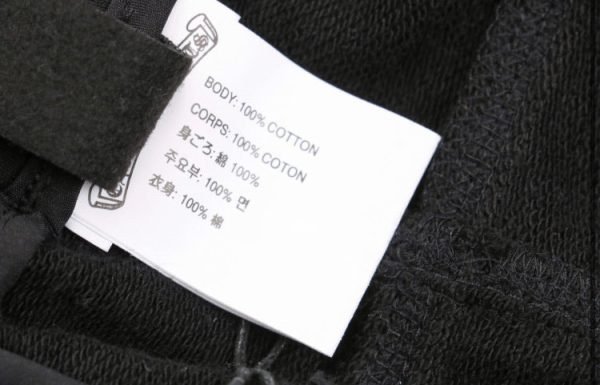 BODY: 100% COTTON
CORPS: 100% COTON
身ごろ: 綿 100%
주요부: 100% 면
衣身: 100% 棉